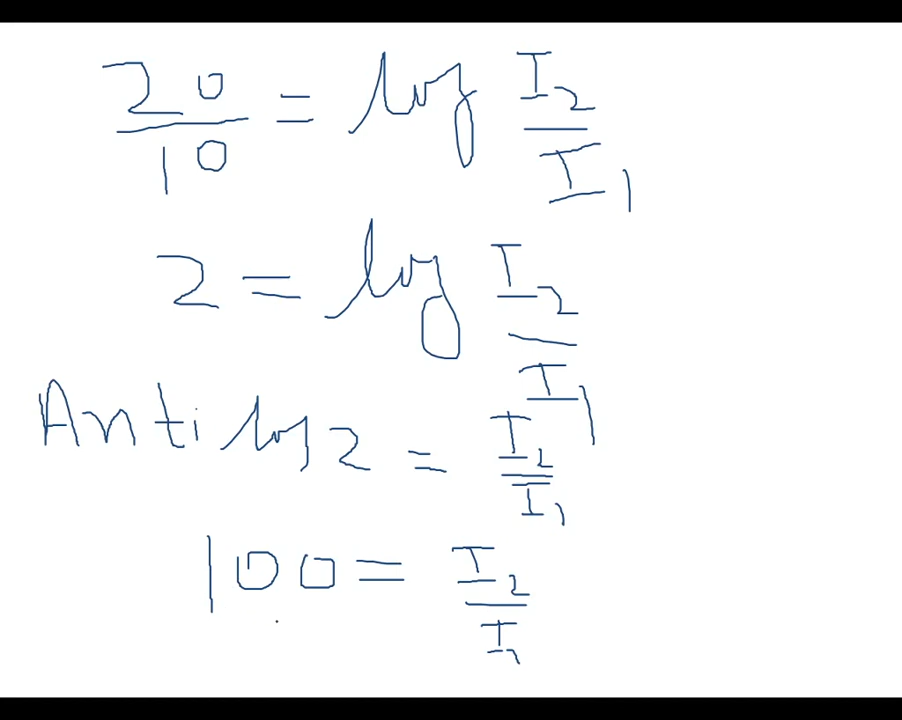 20/10 = log I2/I1
2 = log I2/I1
Antilog 2 = I2/I1
100 = I2/I1